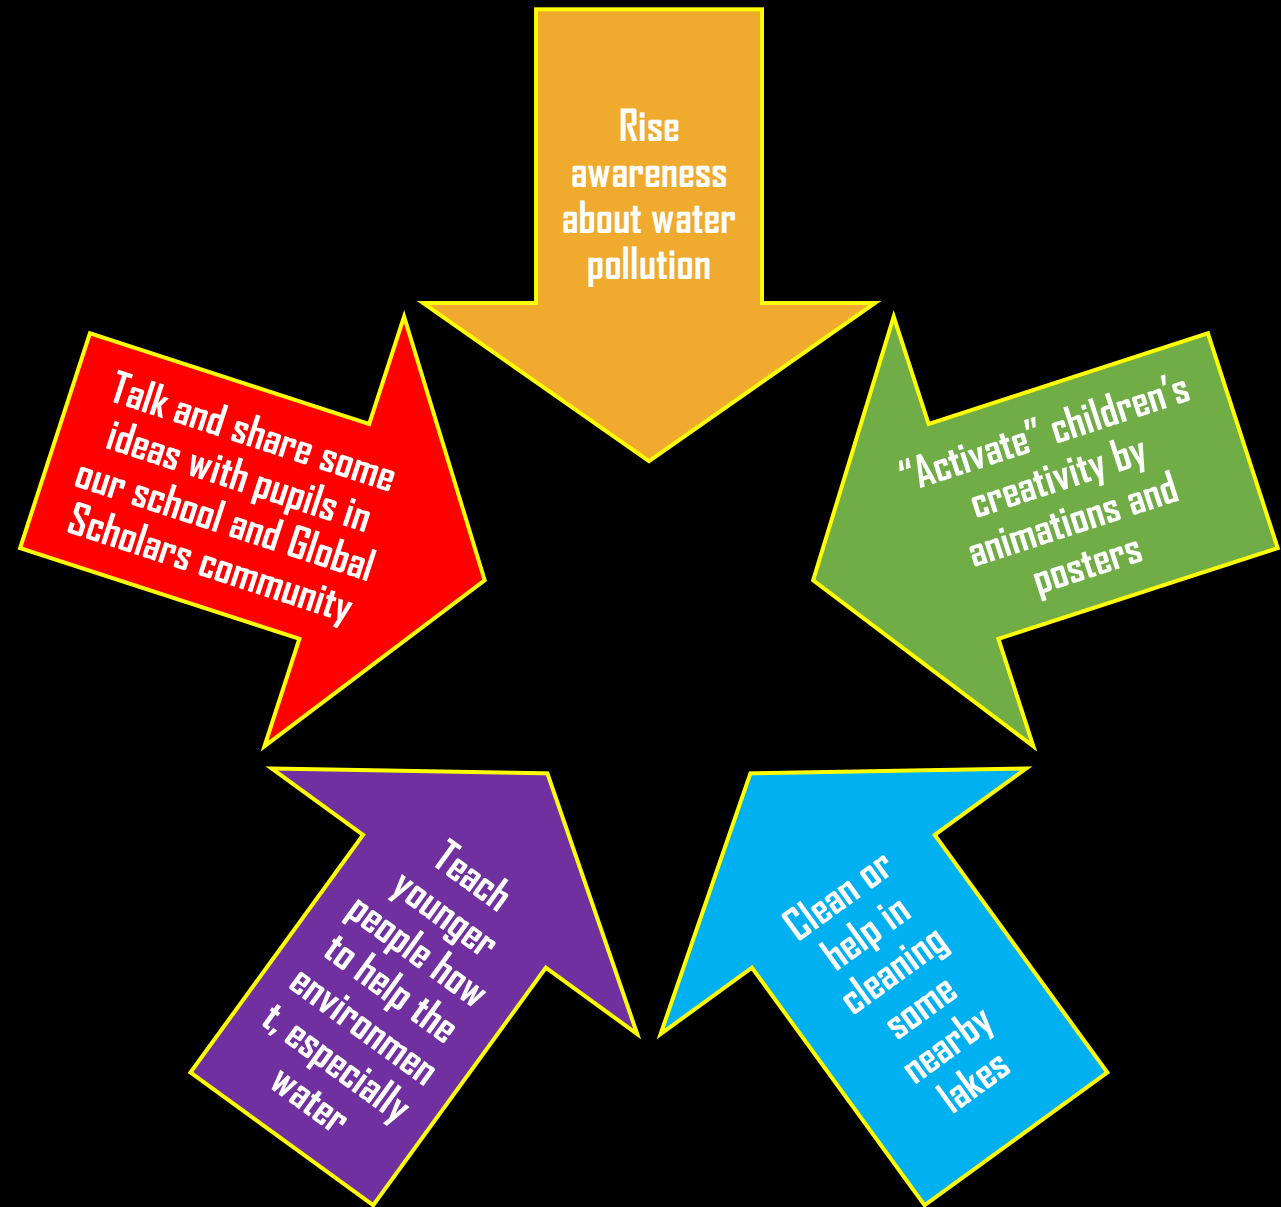 Rise
awareness
about water
pollution
"Activate" children's
creativity by
animations and
posters
Clean or
help in
cleaning
some
nearby
lakes
Teach
younger
people how
to help the
environmen
t, especially
water
Talk and share some
ideas with pupils in
our school and Global
Scholars community